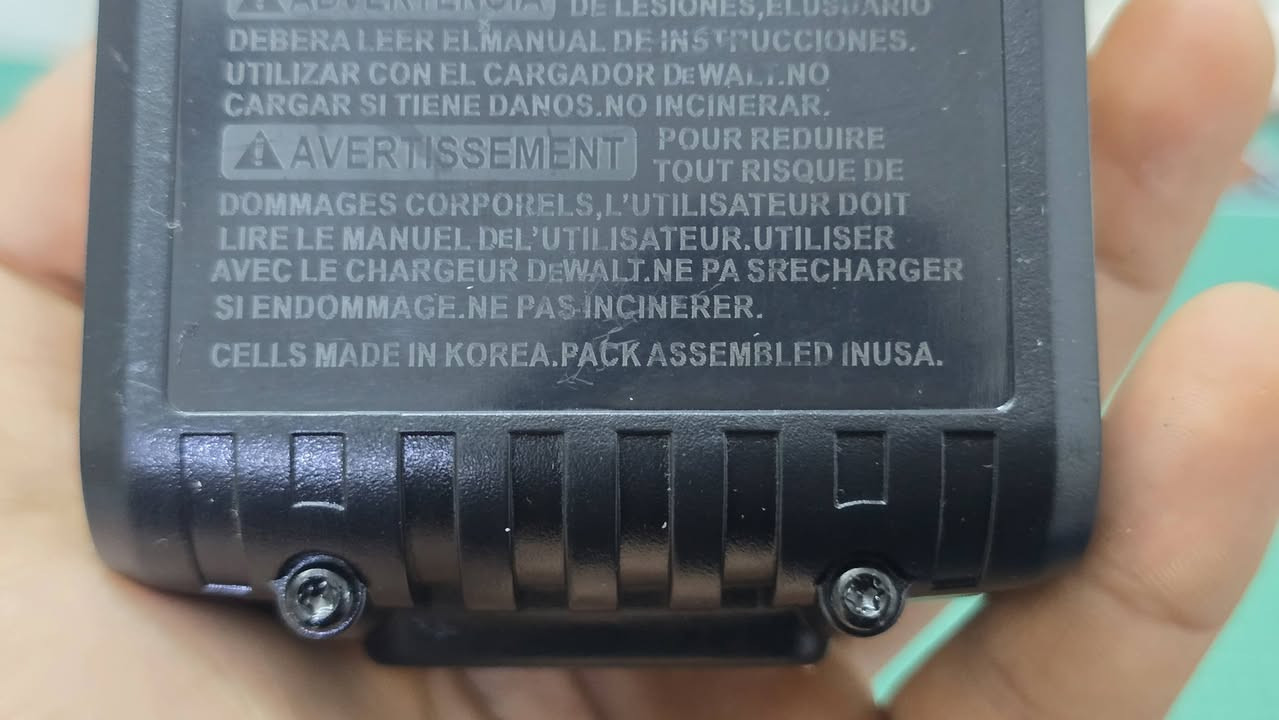 ADVERTENCIA DE LESIONES,ELUSUARIO
DEBERA LEER ELMANUAL DE INSTRUCCIONES.
UTILIZAR CON EL CARGADOR DEWALT.NO
CARGAR SI TIENE DANOS.NO INCINERAR.
AVERTISSEMENT POUR REDUIRE
TOUT RISQUE DE
DOMMAGES CORPORELS,L'UTILISATEUR DOIT
LIRE LE MANUEL DEL'UTILISATEUR.UTILISER
AVEC LE CHARGEUR DEWALT.NE PA SRECHARGER
SI ENDOMMAGE.NE PAS INCINERER.
CELLS MADE IN KOREA.PACK ASSEMBLED INUSA.